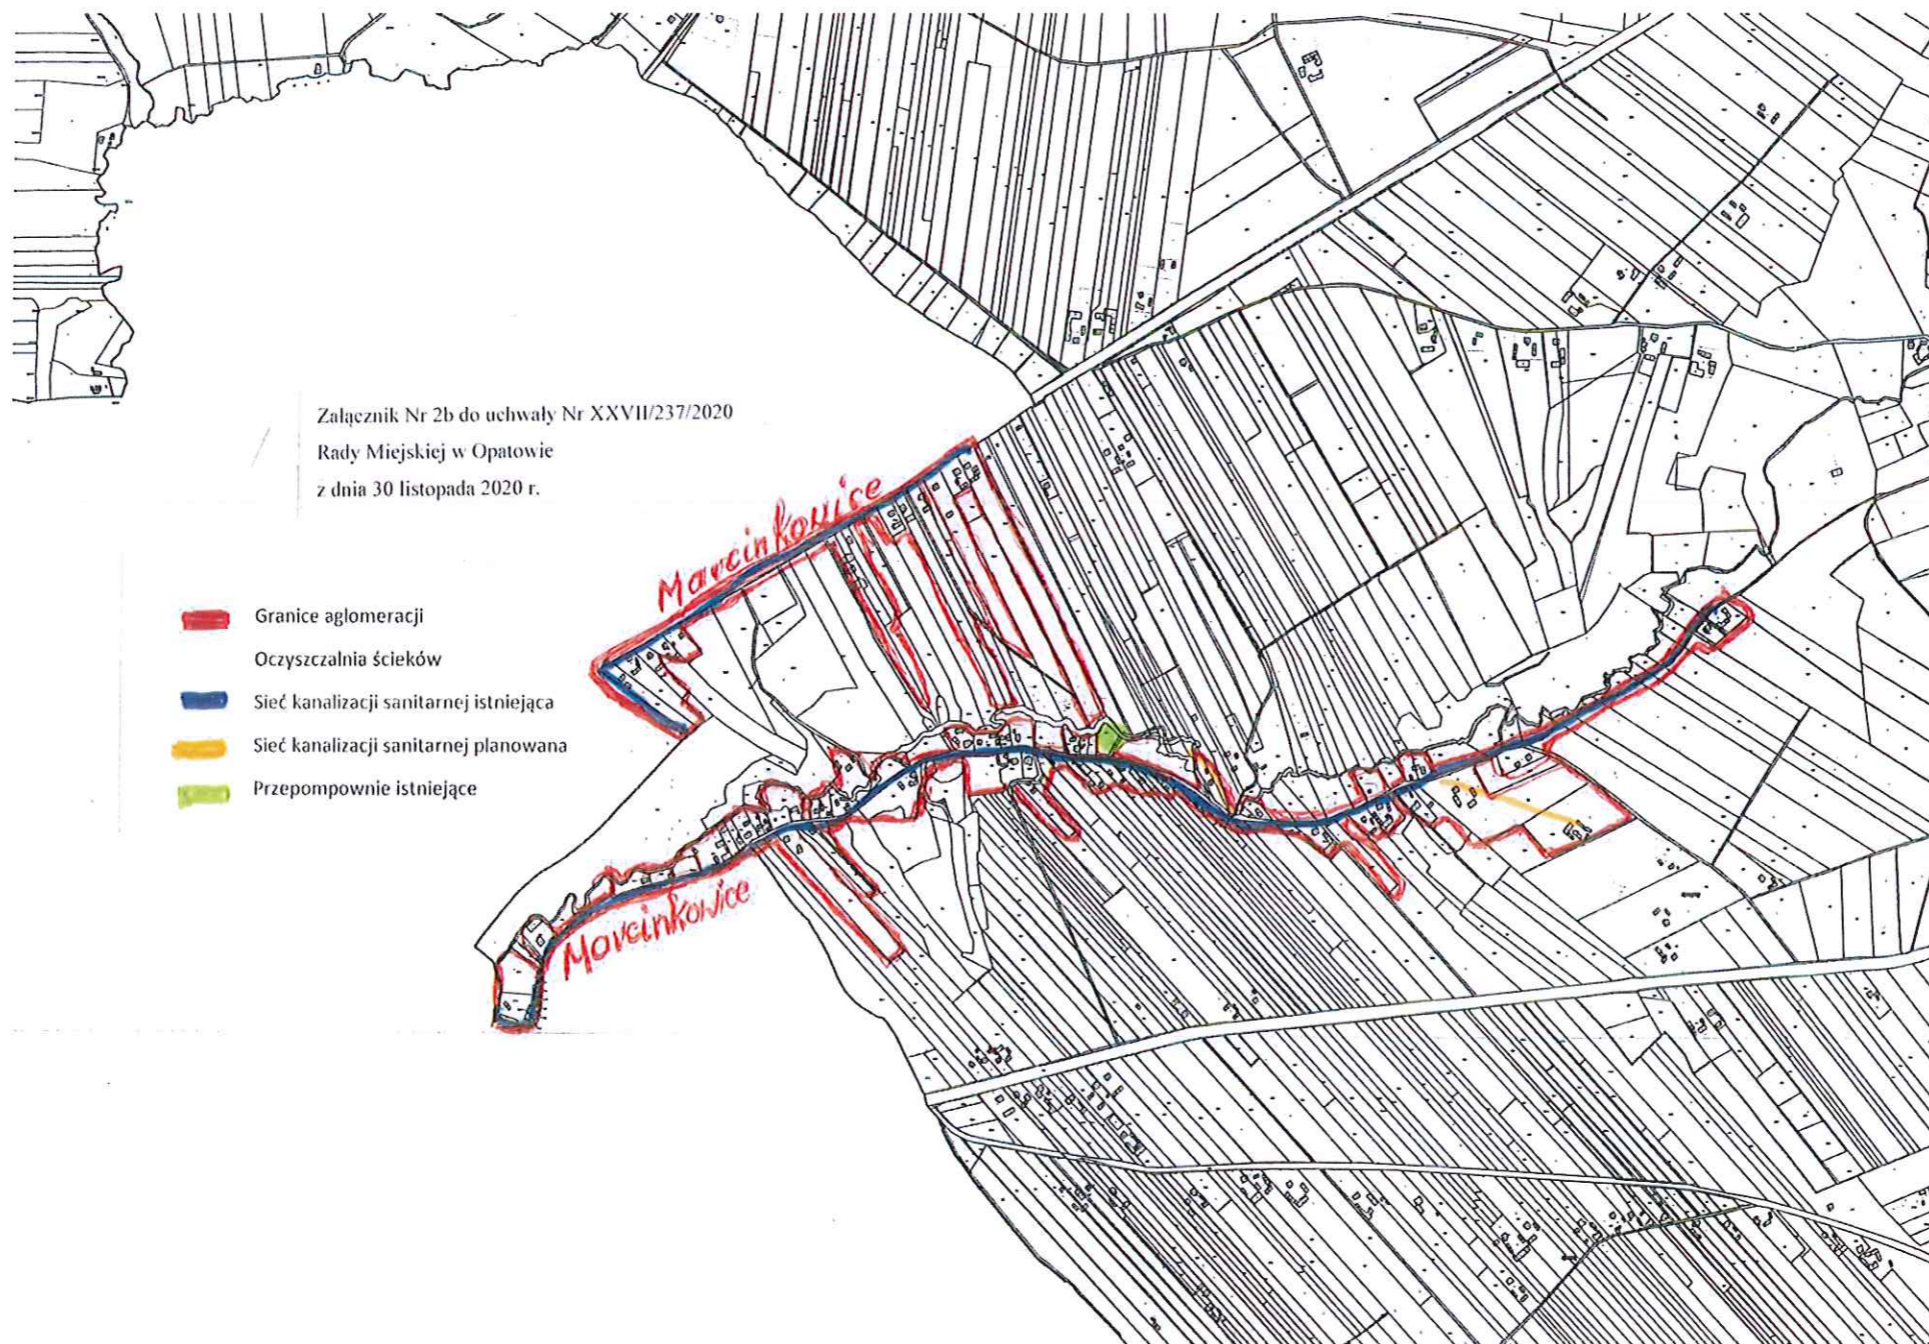 Załącznik Nr 2b do uchwały Nr XXVII/237/2020
Rady Miejskiej w Opatowie
z dnia 30 listopada 2020 r.
Marcinkowice
Granice aglomeracji
Oczyszczalnia ścieków
Sieć kanalizacji sanitarnej istniejąca
Sieć kanalizacji sanitarnej planowana
Przepompownie istniejące
Marcinkowice